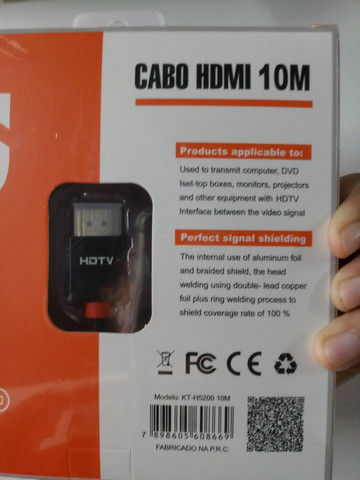 CABO HDMI 10M
Products applicable to:
Used to transmit computer, DVD
lset-top boxes, monitors, projectors
and other equipment with HDTV
Interface between the video signal
Perfect signal shielding
The internal use of aluminum foil
and braided shield, the head
welding using double- lead copper
foil plus ring welding process to
shield coverage rate of 100 %
HDTV
FC CE
Modelo: KT-H5200 10M
7 898605 608669
FABRICADO NA P.R.C.